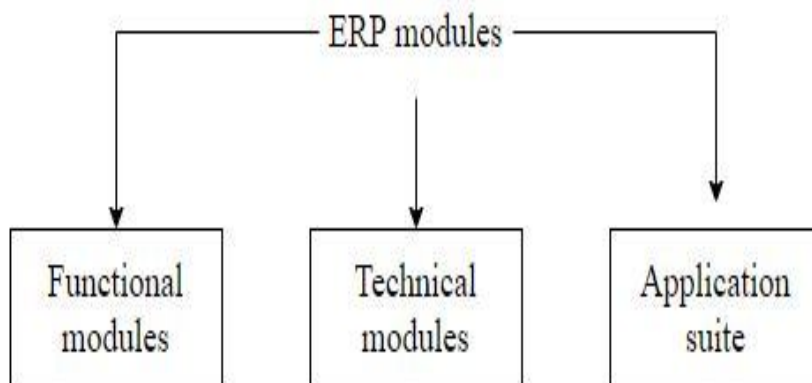 ERP modules
Functional
modules
Technical
modules
Application
suite